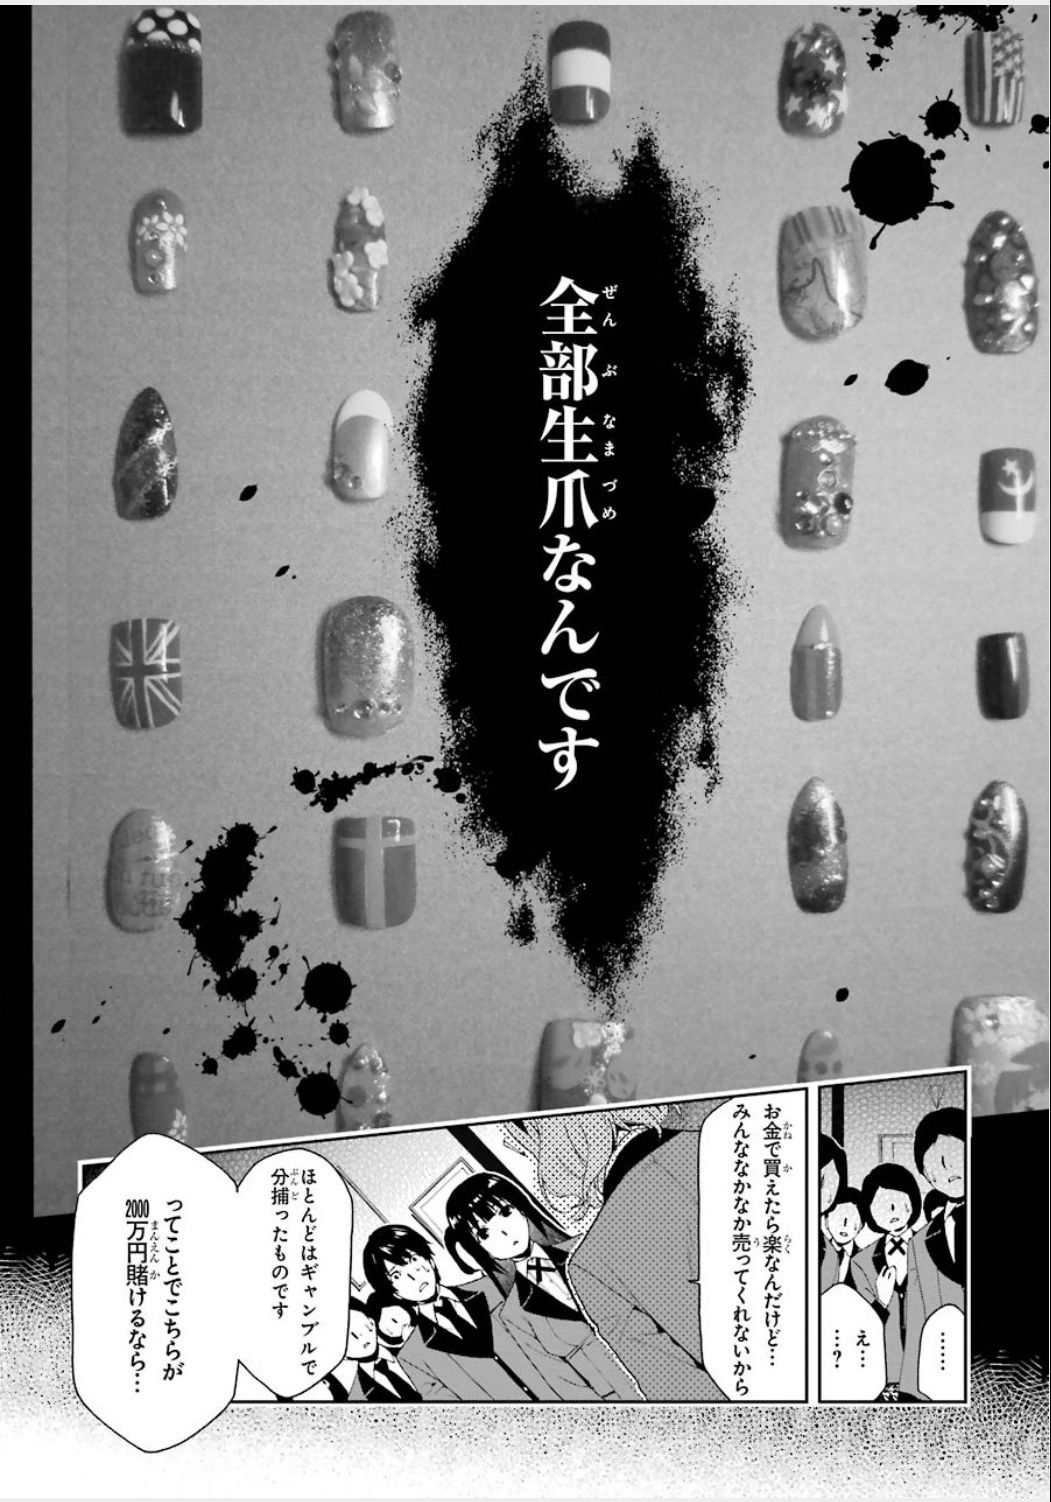 全部生爪なんです
………
え…
…?
お金で買えたら楽なんだけど…
みんななかなか売ってくれないから
ほとんどはギャンブルで
分捕ったものです
ってことでこちらが
2000万円賭けるなら…